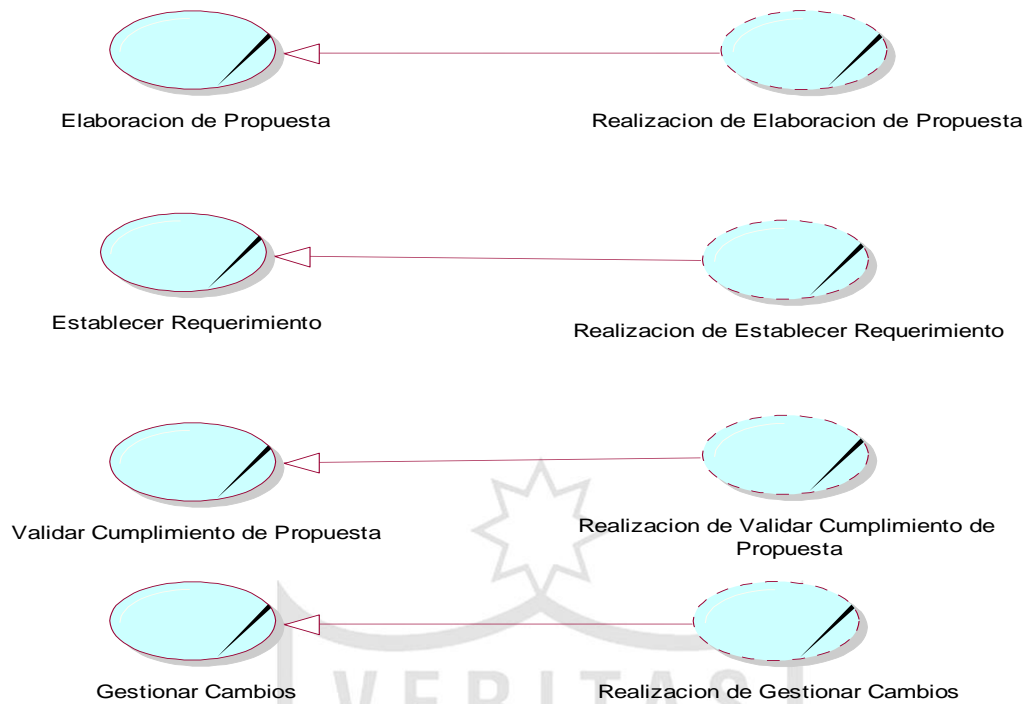 Elaboracion de Propuesta
Realizacion de Elaboracion de Propuesta
Establecer Requerimiento
Realizacion de Establecer Requerimiento
Validar Cumplimiento de Propuesta
Realizacion de Validar Cumplimiento de
Propuesta
Gestionar Cambios
Realizacion de Gestionar Cambios
VERITAS